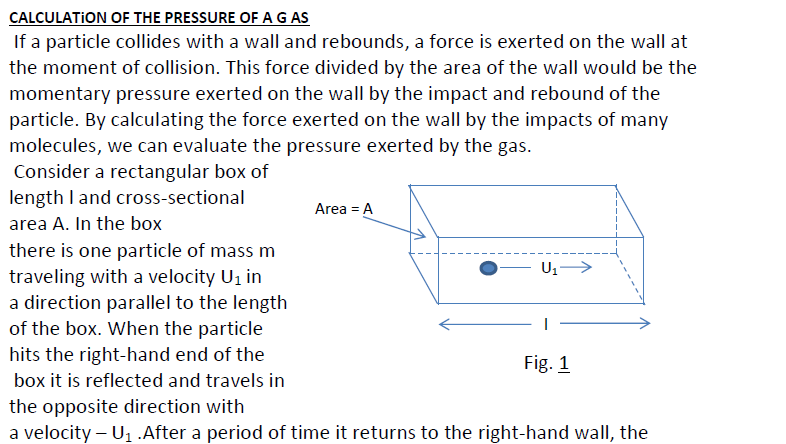 CALCULATiON OF THE PRESSURE OF A G AS
If a particle collides with a wall and rebounds, a force is exerted on the wall at
the moment of collision. This force divided by the area of the wall would be the
momentary pressure exerted on the wall by the impact and rebound of the
particle. By calculating the force exerted on the wall by the impacts of many
molecules, we can evaluate the pressure exerted by the gas.
Consider a rectangular box of
length l and cross-sectional
area A. In the box
there is one particle of mass m
traveling with a velocity U₁ in
a direction parallel to the length
of the box. When the particle
hits the right-hand end of the
box it is reflected and travels in
the opposite direction with
a velocity – U₁ .After a period of time it returns to the right-hand wall, the
Area = A
U₁
l
Fig. 1